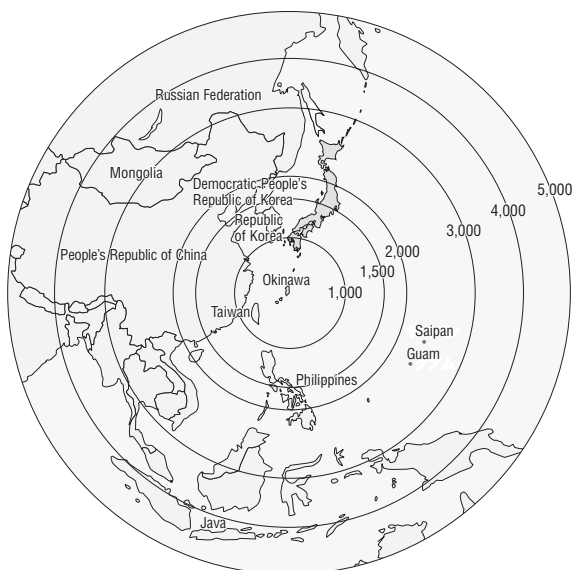 Russian Federation
Mongolia
Democratic People's
Republic of Korea
Republic
of Korea
People's Republic of China
Okinawa
Taiwan
1,000
1,500
2,000
3,000
4,000
5,000
Saipan
Guam
Philippines
Java